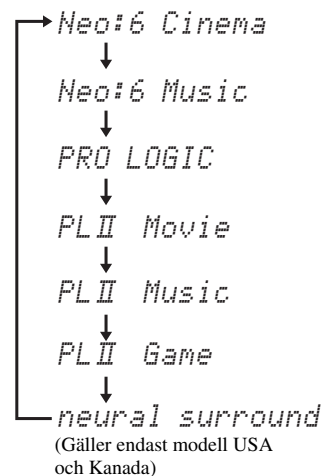 Neo:6 Cinema
Neo:6 Music
PRO LOGIC
PLⅡ Movie
PLⅡ Music
PLⅡ Game
neural surround
(Gäller endast modell USA
och Kanada)